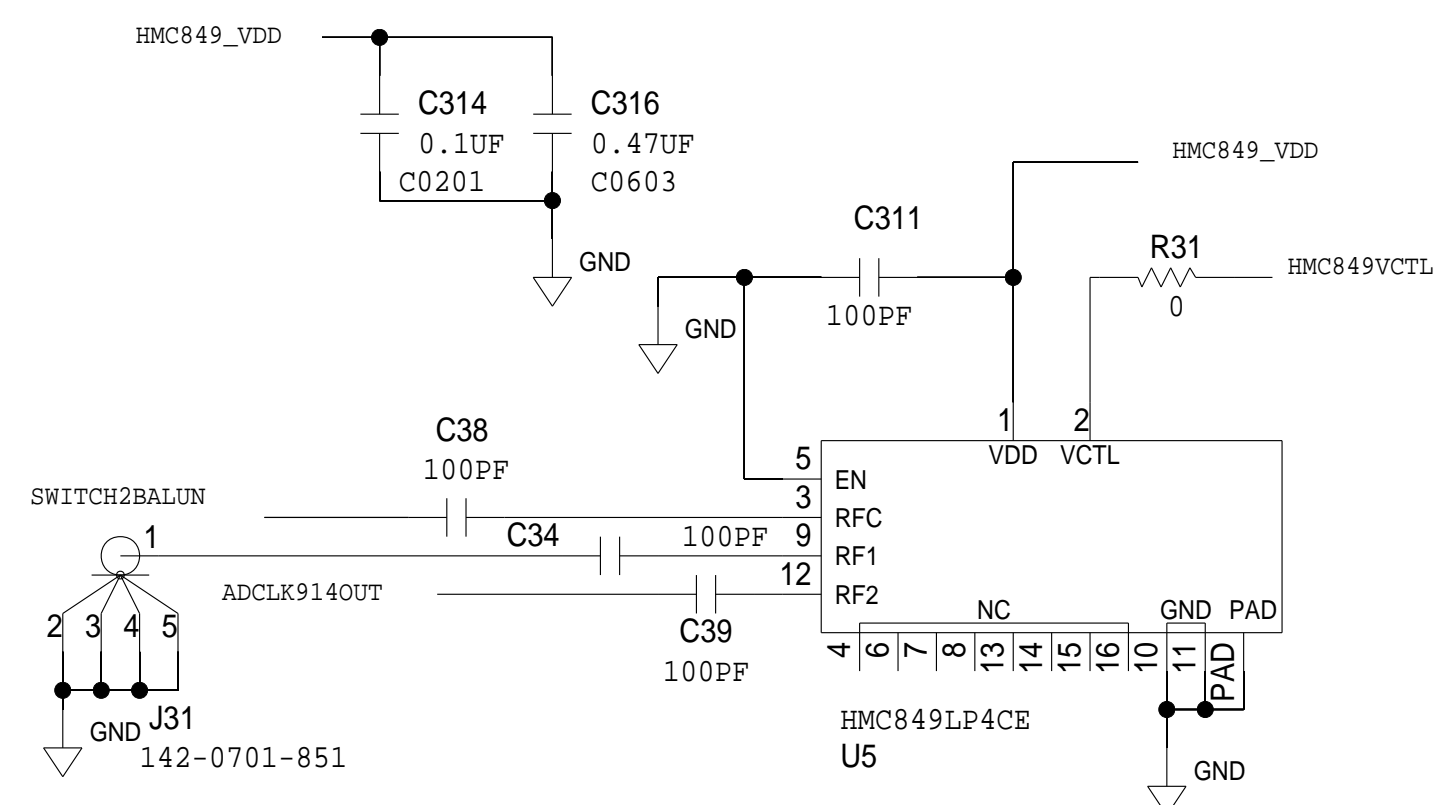 HMC849_VDD
C314
0.1UF
C0201
C316
0.47UF
C0603
GND
HMC849_VDD
C311
100PF
GND
R31
0
HMC849VCTL
1
2
VDD
VCTL
C38
100PF
SWITCH2BALUN
5
EN
3
RFC
C34
100PF
9
RF1
1
ADCLK914OUT
12
RF2
C39
100PF
2
3
4
5
GND
J31
142-0701-851
NC
GND
PAD
4
6
7
8
13
14
15
16
10
11
PAD
HMC849LP4CE
U5
GND